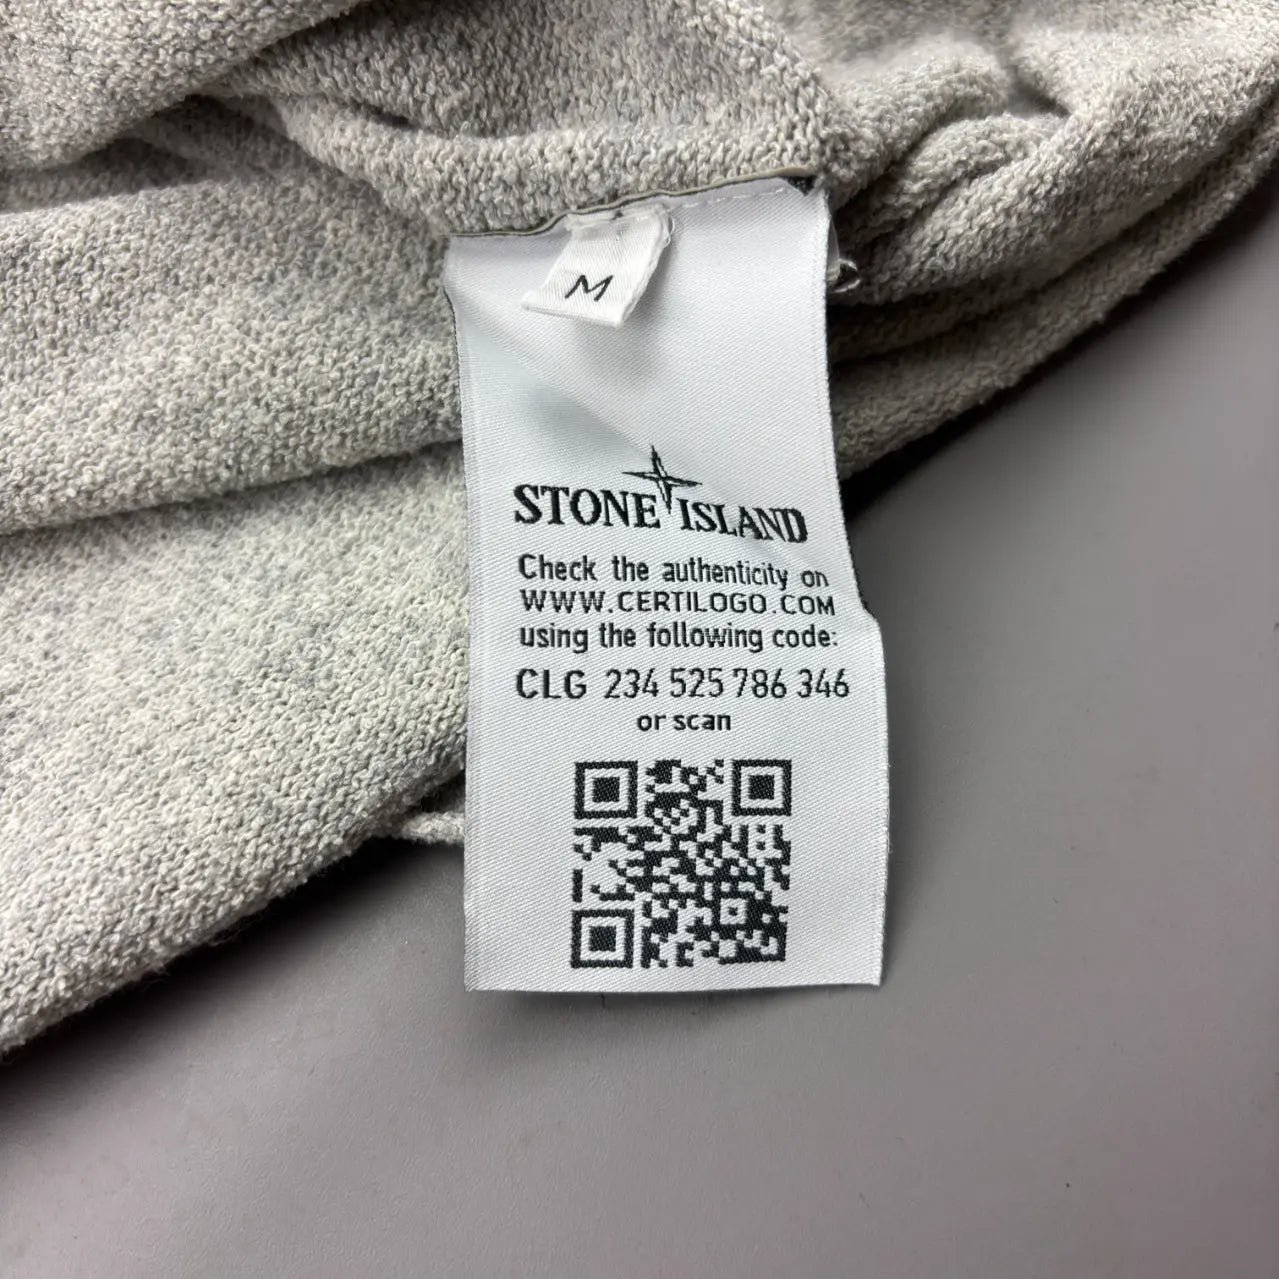 M
STONE ISLAND
Check the authenticity on
WWW.CERTILOGO.COM
using the following code:
CLG 234 525 786 346
or scan